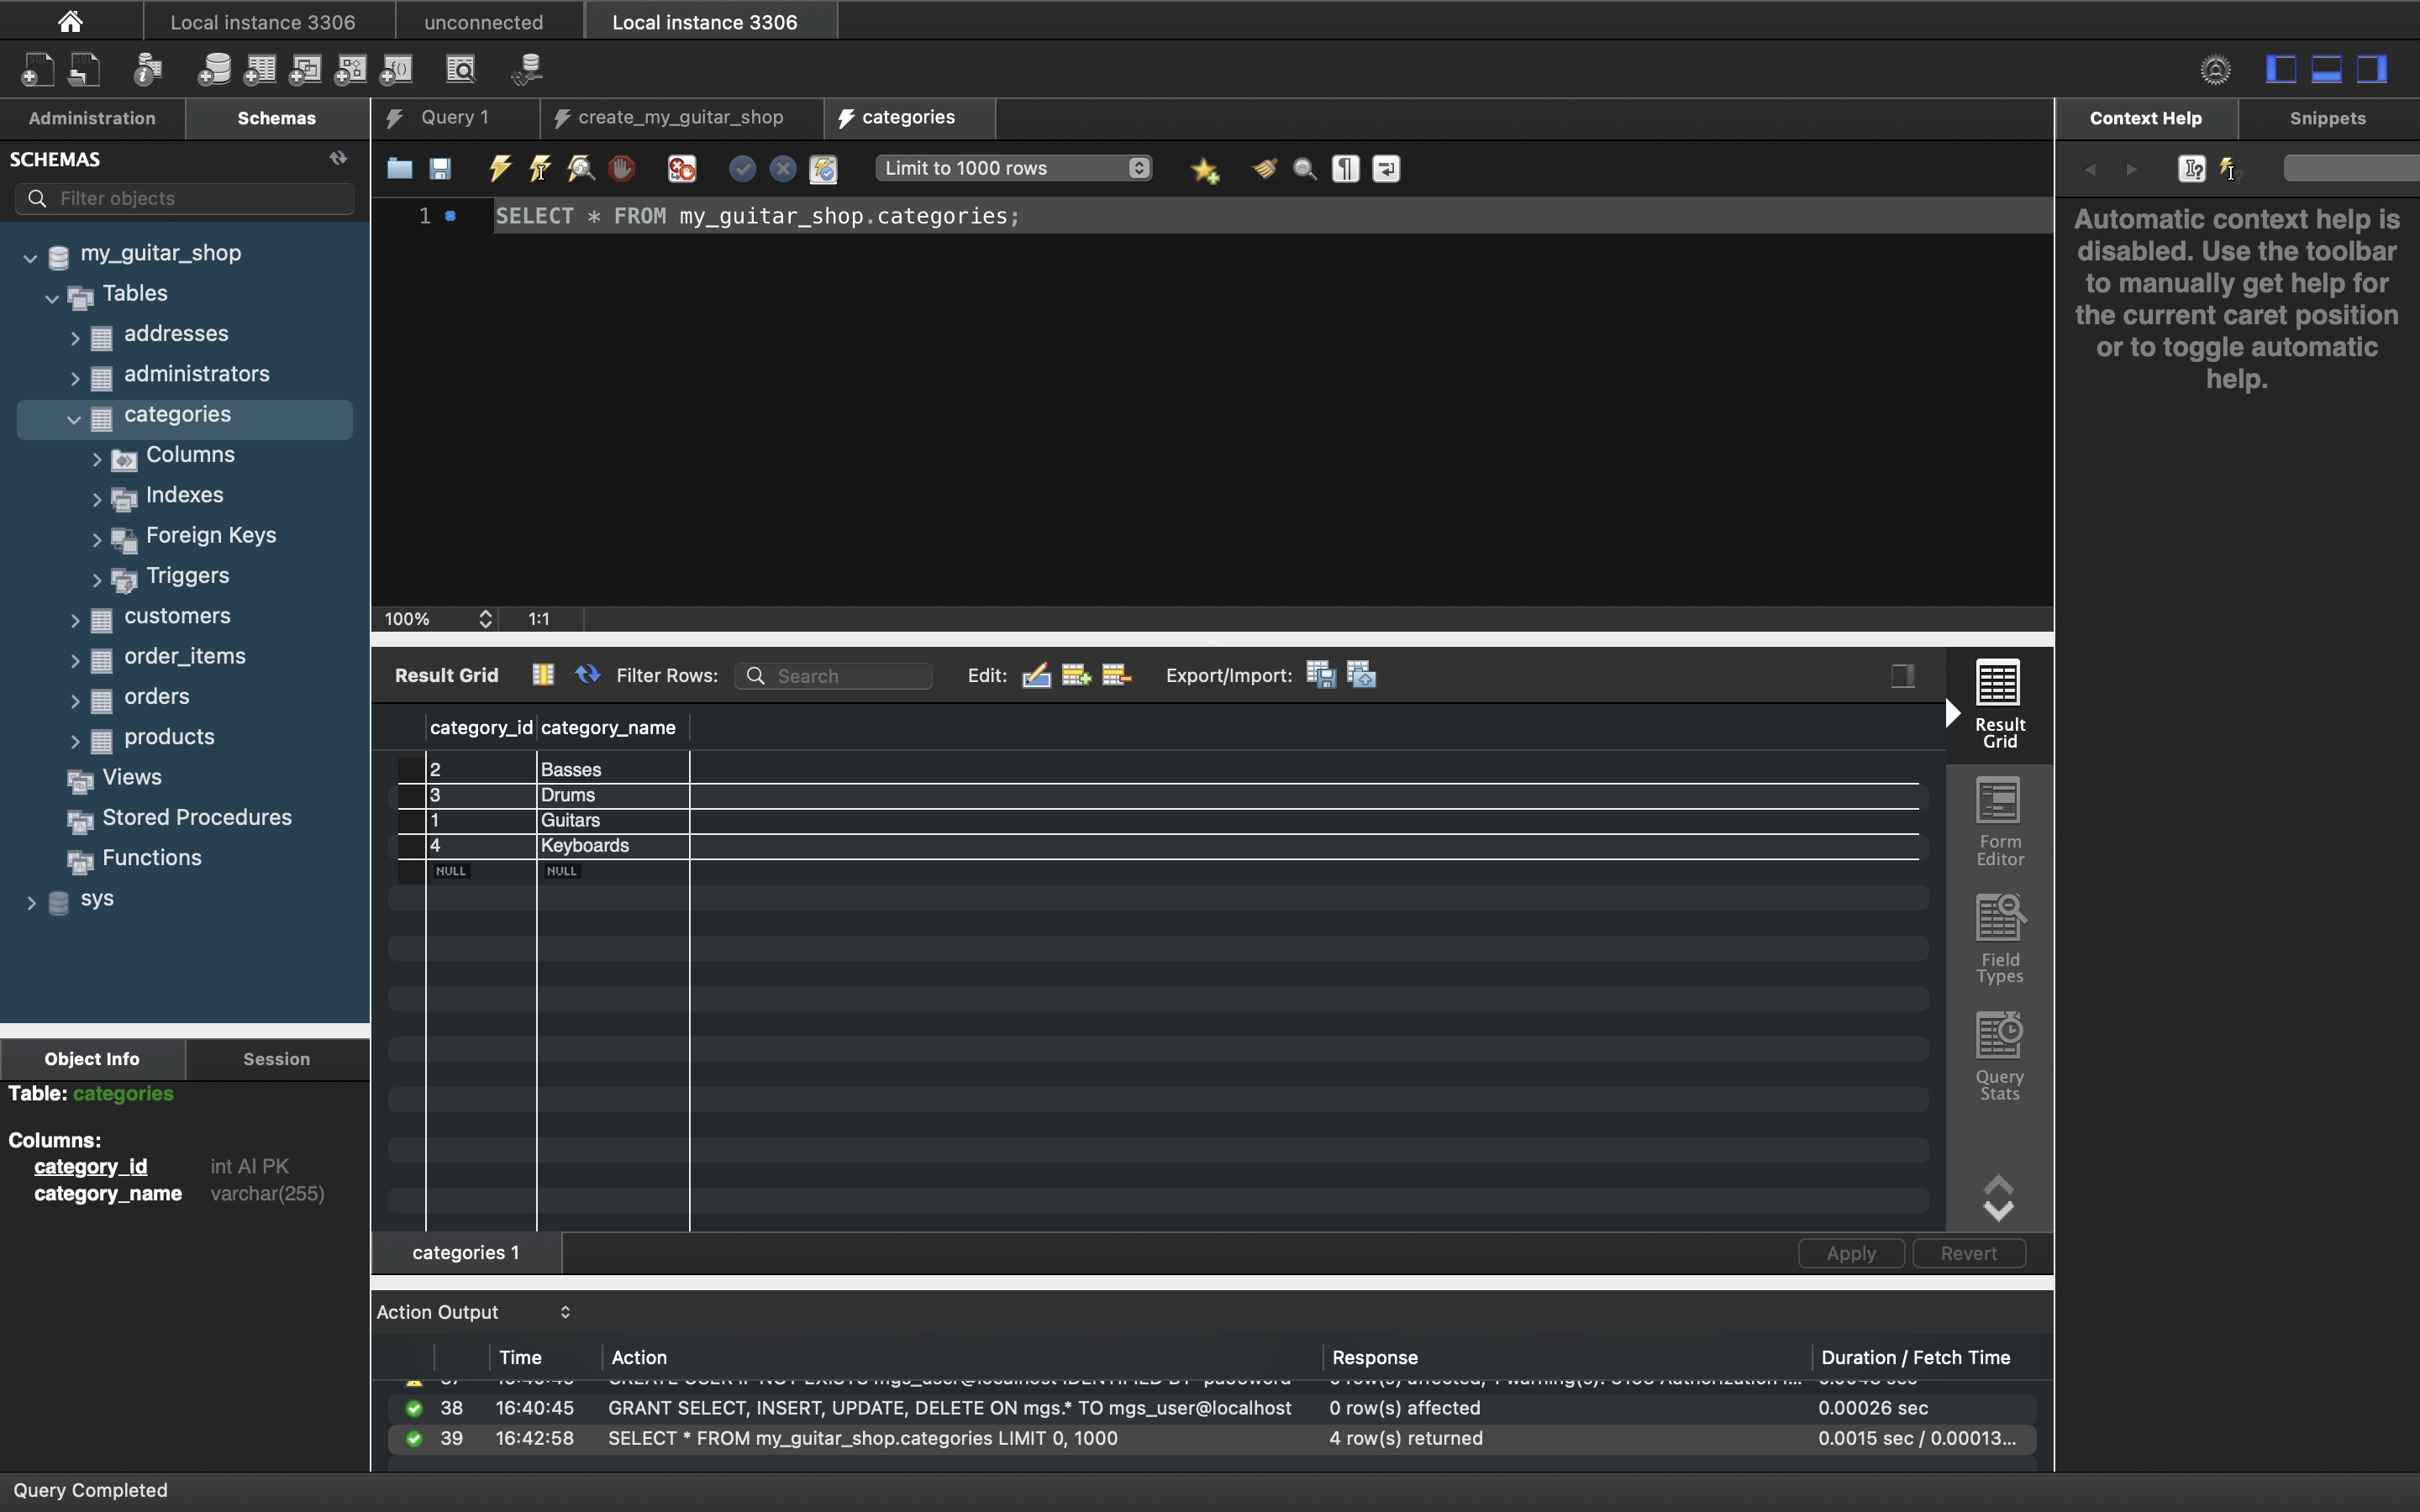 Local instance 3306
unconnected
Local instance 3306
Administration
Schemas
SCHEMAS
Filter objects
my_guitar_shop
Tables
addresses
administrators
categories
Columns
Indexes
Foreign Keys
Triggers
customers
order_items
orders
products
Views
Stored Procedures
Functions
sys
Object Info
Session
Table: categories
Columns:
category_id int AI PK
category_name varchar(255)
Query 1
create_my_guitar_shop
categories
Limit to 1000 rows
1 SELECT * FROM my_guitar_shop.categories;
100% 1:1
Result Grid
Filter Rows:
Search
Edit:
Export/Import:
category_id category_name
2 Basses
3 Drums
1 Guitars
4 Keyboards
NULL NULL
Result
Grid
Form
Editor
Field
Types
Query
Stats
categories 1
Apply
Revert
Action Output
Time Action Response Duration / Fetch Time
38 16:40:45 GRANT SELECT, INSERT, UPDATE, DELETE ON mgs.* TO mgs_user@localhost 0 row(s) affected 0.00026 sec
39 16:42:58 SELECT * FROM my_guitar_shop.categories LIMIT 0, 1000 4 row(s) returned 0.0015 sec / 0.00013...
Context Help
Snippets
Automatic context help is
disabled. Use the toolbar
to manually get help for
the current caret position
or to toggle automatic
help.
Query Completed